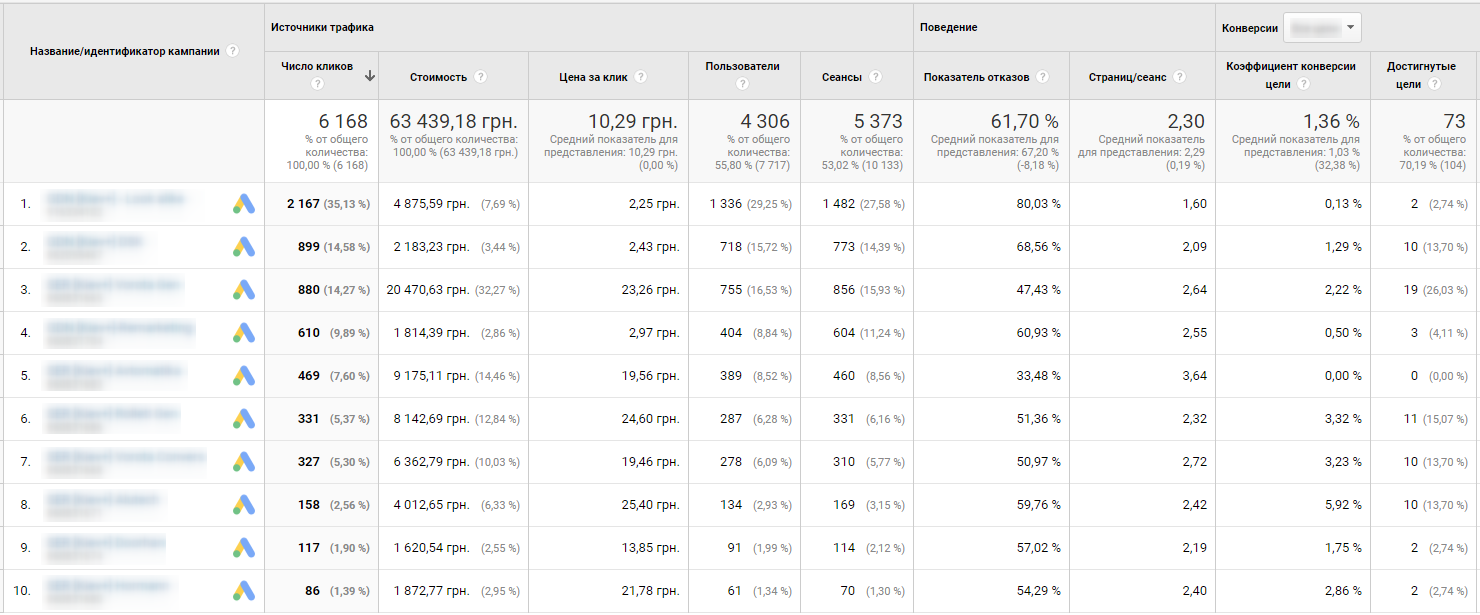 Название/идентификатор кампании ?
Источники трафика
Поведение
Конверсии
Число кликов ?
Стоимость ?
Цена за клик ?
Пользователи ?
Сеансы ?
Показатель отказов ?
Страниц/сеанс ?
Коэффициент конверсии цели ?
Достигнутые цели ?
6 168
% от общего
количества:
100,00 % (6 168)
63 439,18 грн.
% от общего количества:
100,00 % (63 439,18 грн.)
10,29 грн.
Средний показатель для
представления: 10,29 грн.
(0,00 %)
4 306
% от общего
количества:
55,80 % (7 717)
5 373
% от общего
количества:
53,02 % (10 133)
61,70 %
Средний показатель для
представления: 67,20 %
(-8,18 %)
2,30
Средний показатель
для представления: 2,29
(0,19 %)
1,36 %
Средний показатель для
представления: 1,03 %
(32,38 %)
73
% от общего
количества:
70,19 % (104)
1. 2 167 (35,13 %) 4 875,59 грн. (7,69 %) 2,25 грн. 1 336 (29,25 %) 1 482 (27,58 %) 80,03 % 1,60 0,13 % 2 (2,74 %)
2. 899 (14,58 %) 2 183,23 грн. (3,44 %) 2,43 грн. 718 (15,72 %) 773 (14,39 %) 68,56 % 2,09 1,29 % 10 (13,70 %)
3. 880 (14,27 %) 20 470,63 грн. (32,27 %) 23,26 грн. 755 (16,53 %) 856 (15,93 %) 47,43 % 2,64 2,22 % 19 (26,03 %)
4. 610 (9,89 %) 1 814,39 грн. (2,86 %) 2,97 грн. 404 (8,84 %) 604 (11,24 %) 60,93 % 2,55 0,50 % 3 (4,11 %)
5. 469 (7,60 %) 9 175,11 грн. (14,46 %) 19,56 грн. 389 (8,52 %) 460 (8,56 %) 33,48 % 3,64 0,00 % 0 (0,00 %)
6. 331 (5,37 %) 8 142,69 грн. (12,84 %) 24,60 грн. 287 (6,28 %) 331 (6,16 %) 51,36 % 2,32 3,32 % 11 (15,07 %)
7. 327 (5,30 %) 6 362,79 грн. (10,03 %) 19,46 грн. 278 (6,09 %) 310 (5,77 %) 50,97 % 2,72 3,23 % 10 (13,70 %)
8. 158 (2,56 %) 4 012,65 грн. (6,33 %) 25,40 грн. 134 (2,93 %) 169 (3,15 %) 59,76 % 2,42 5,92 % 10 (13,70 %)
9. 117 (1,90 %) 1 620,54 грн. (2,55 %) 13,85 грн. 91 (1,99 %) 114 (2,12 %) 57,02 % 2,19 1,75 % 2 (2,74 %)
10. 86 (1,39 %) 1 872,77 грн. (2,95 %) 21,78 грн. 61 (1,34 %) 70 (1,30 %) 54,29 % 2,40 2,86 % 2 (2,74 %)